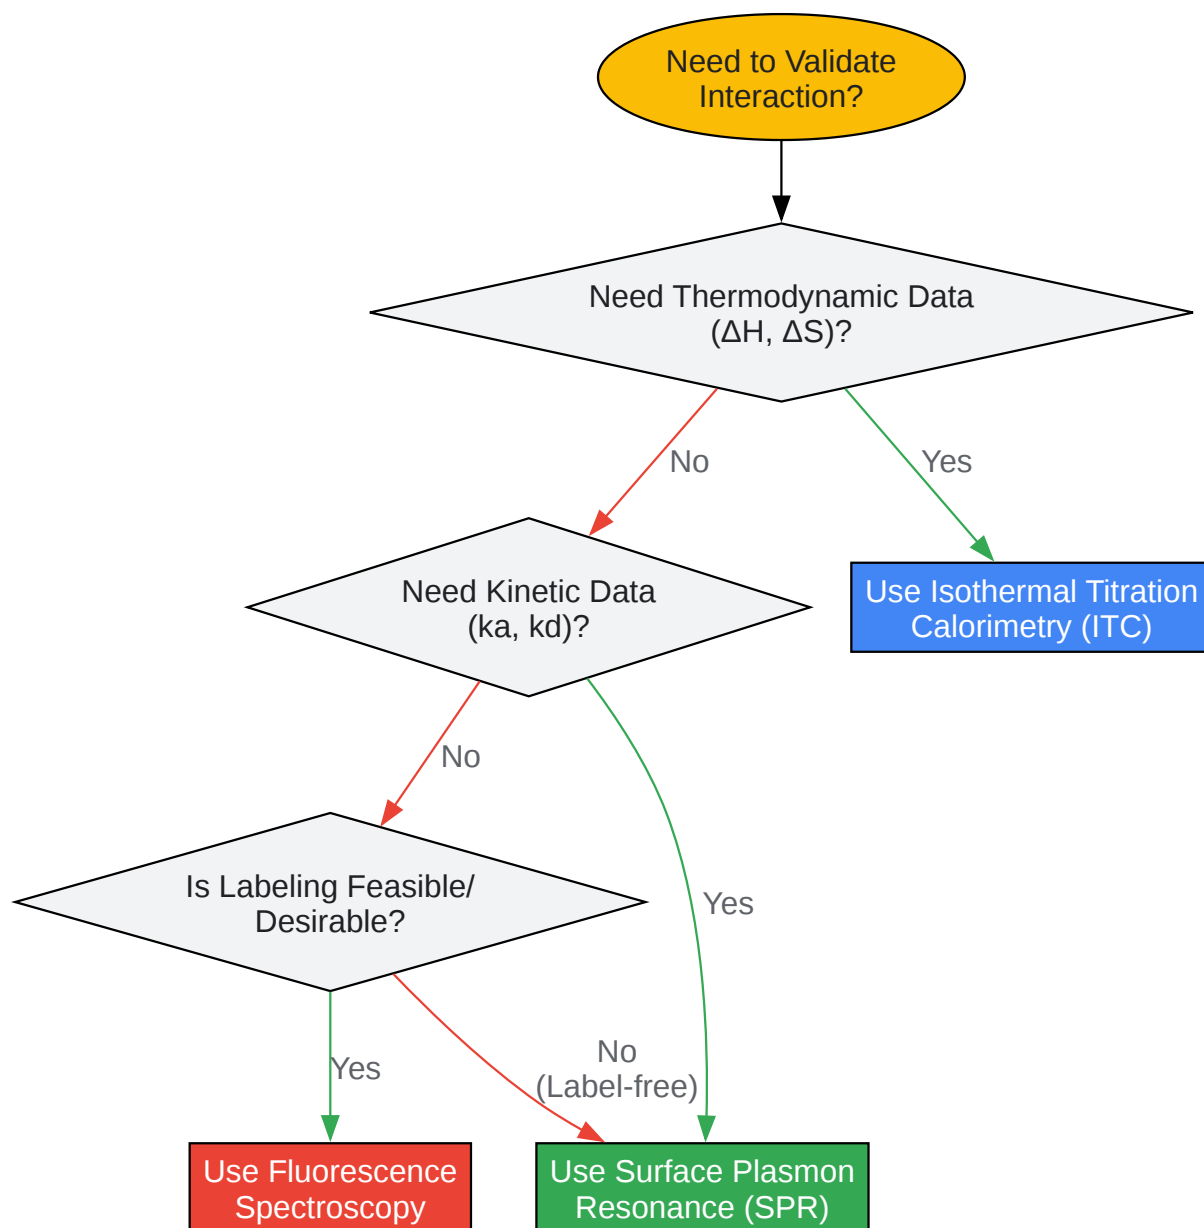 Need to Validate
Interaction?
Need Thermodynamic Data
(ΔH, ΔS)?
No
Yes
Need Kinetic Data
(ka, kd)?
Use Isothermal Titration
Calorimetry (ITC)
No
Is Labeling Feasible/
Desirable?
Yes
No
(Label-free)
Yes
Use Fluorescence
Spectroscopy
Use Surface Plasmon
Resonance (SPR)